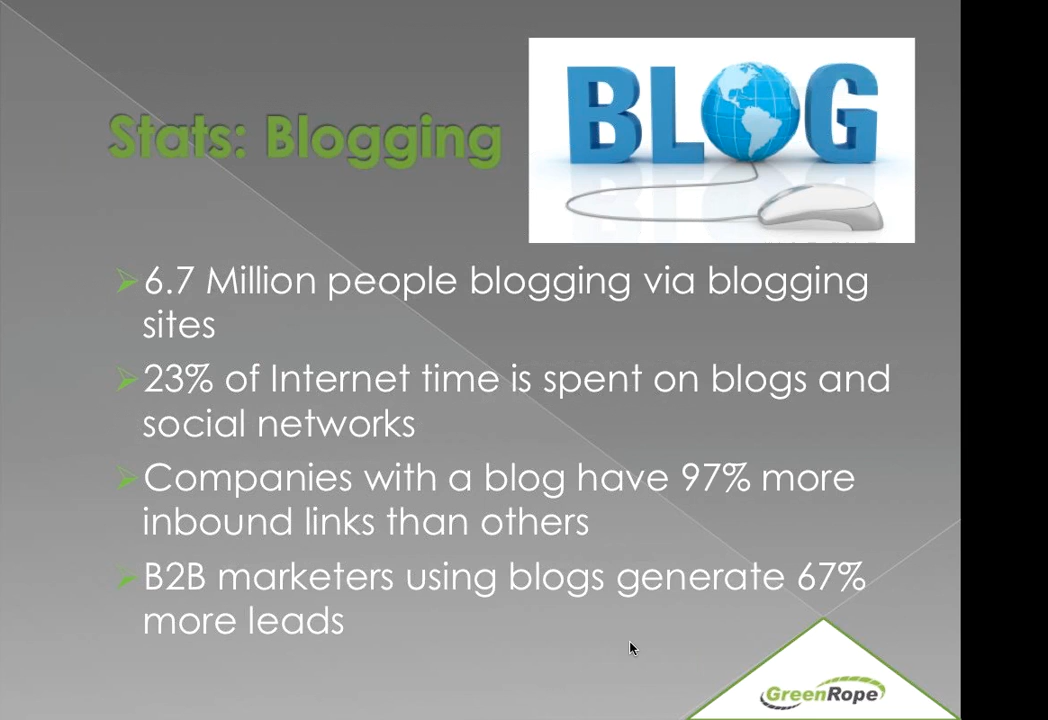 BLOG
Stats: Blogging
➢6.7 Million people blogging via blogging
sites
➢23% of Internet time is spent on blogs and
social networks
➢Companies with a blog have 97% more
inbound links than others
➢B2B marketers using blogs generate 67%
more leads
GreenRope